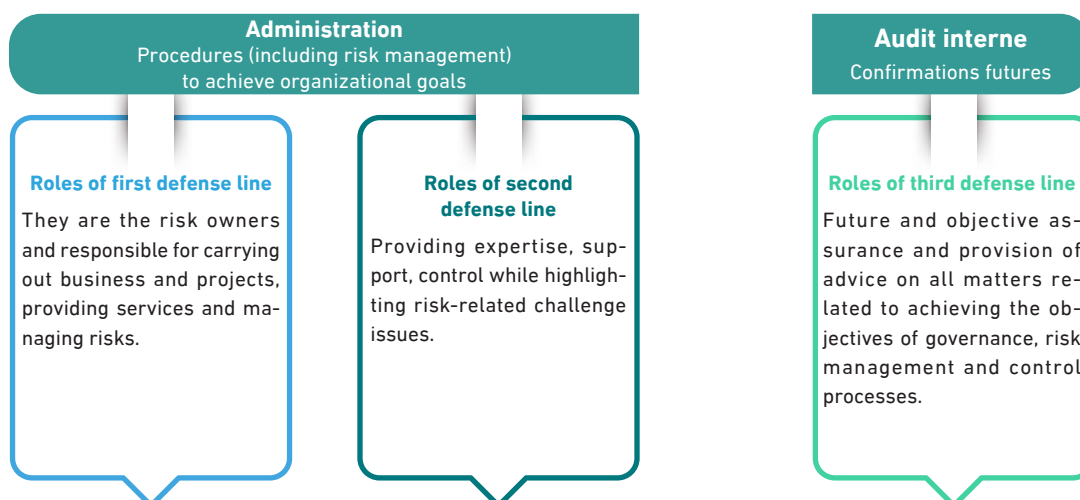 Administration
Procedures (including risk management)
to achieve organizational goals
Audit interne
Confirmations futures
Roles of first defense line
They are the risk owners
and responsible for carrying
out business and projects,
providing services and ma-
naging risks.
Roles of second
defense line
Providing expertise, sup-
port, control while highligh-
ting risk-related challenge
issues.
Roles of third defense line
Future and objective as-
surance and provision of
advice on all matters re-
lated to achieving the ob-
jectives of governance, risk
management and control
processes.